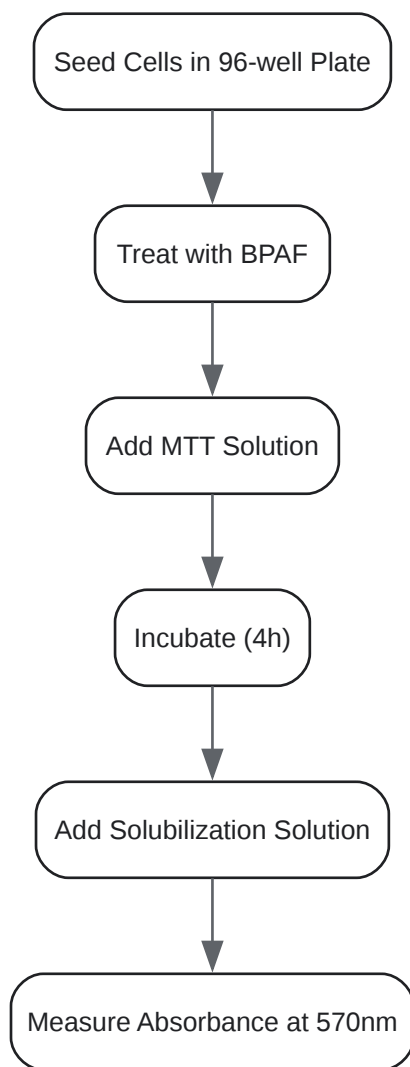 Seed Cells in 96-well Plate
Treat with BPAF
Add MTT Solution
Incubate (4h)
Add Solubilization Solution
Measure Absorbance at 570nm